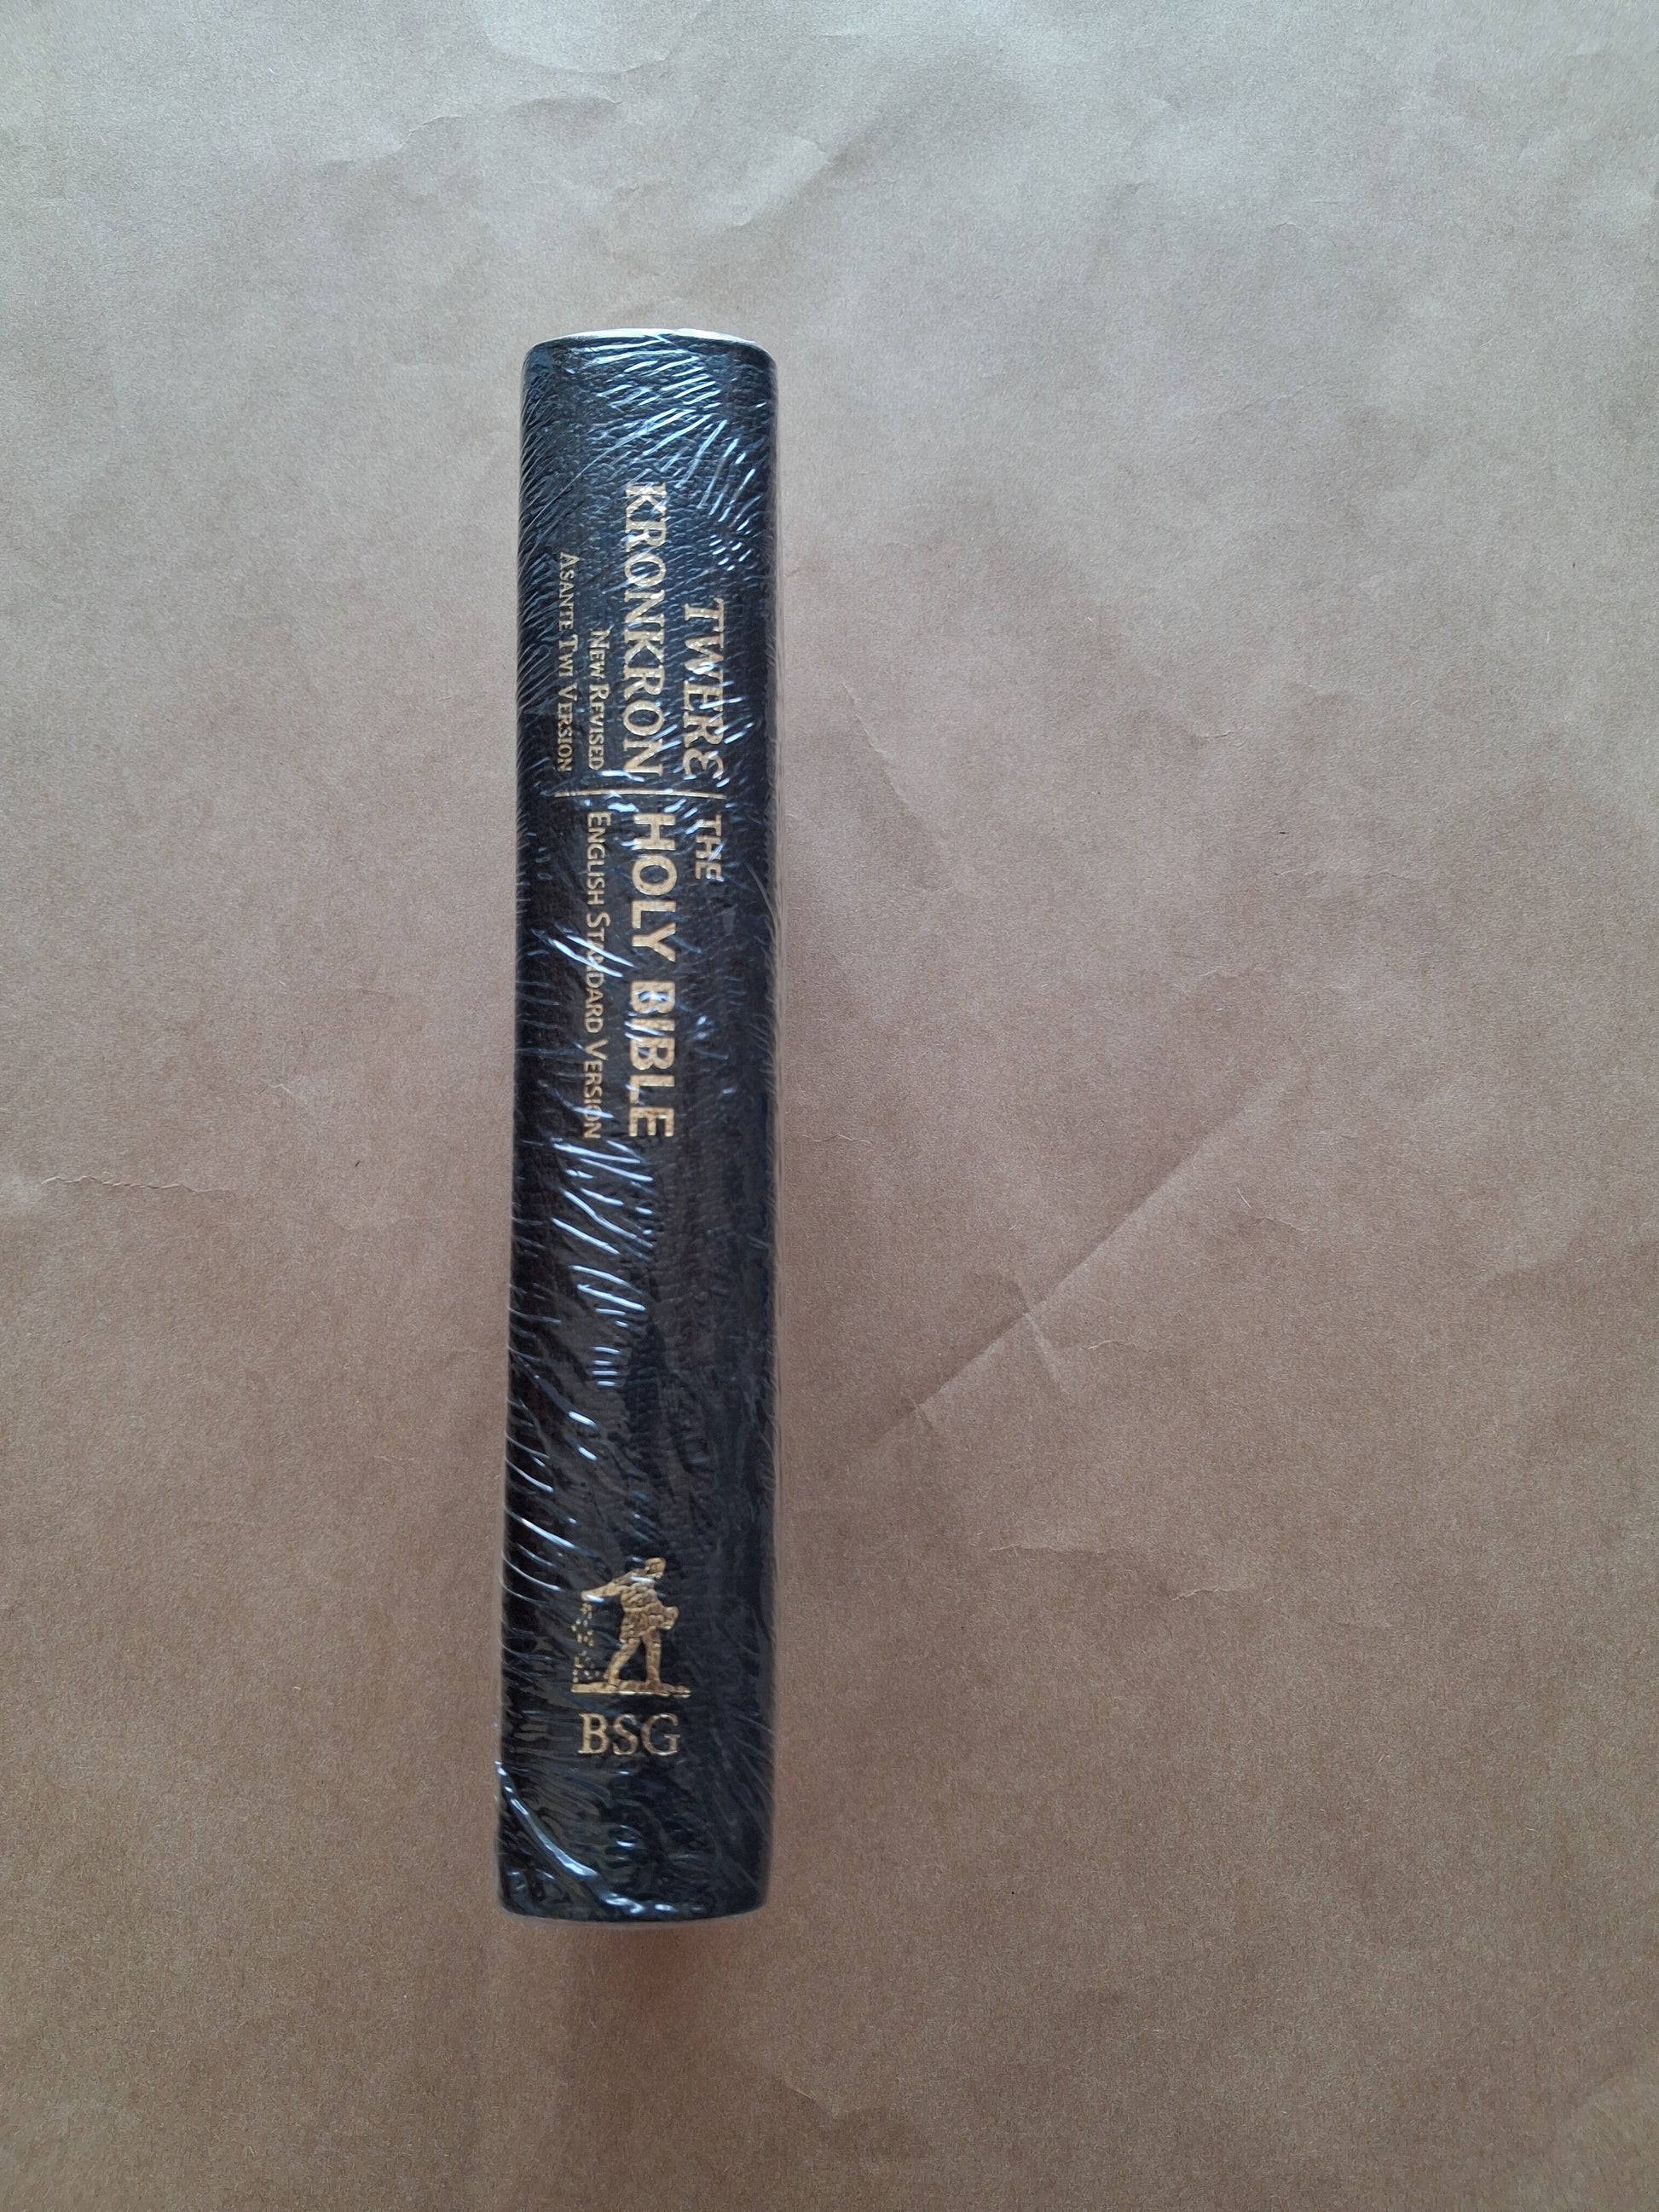 TWERƐ
KRONKRON
NEW REVISED
ASANTE TWI VERSION
THE
HOLY BIBLE
ENGLISH STANDARD VERSION
BSG